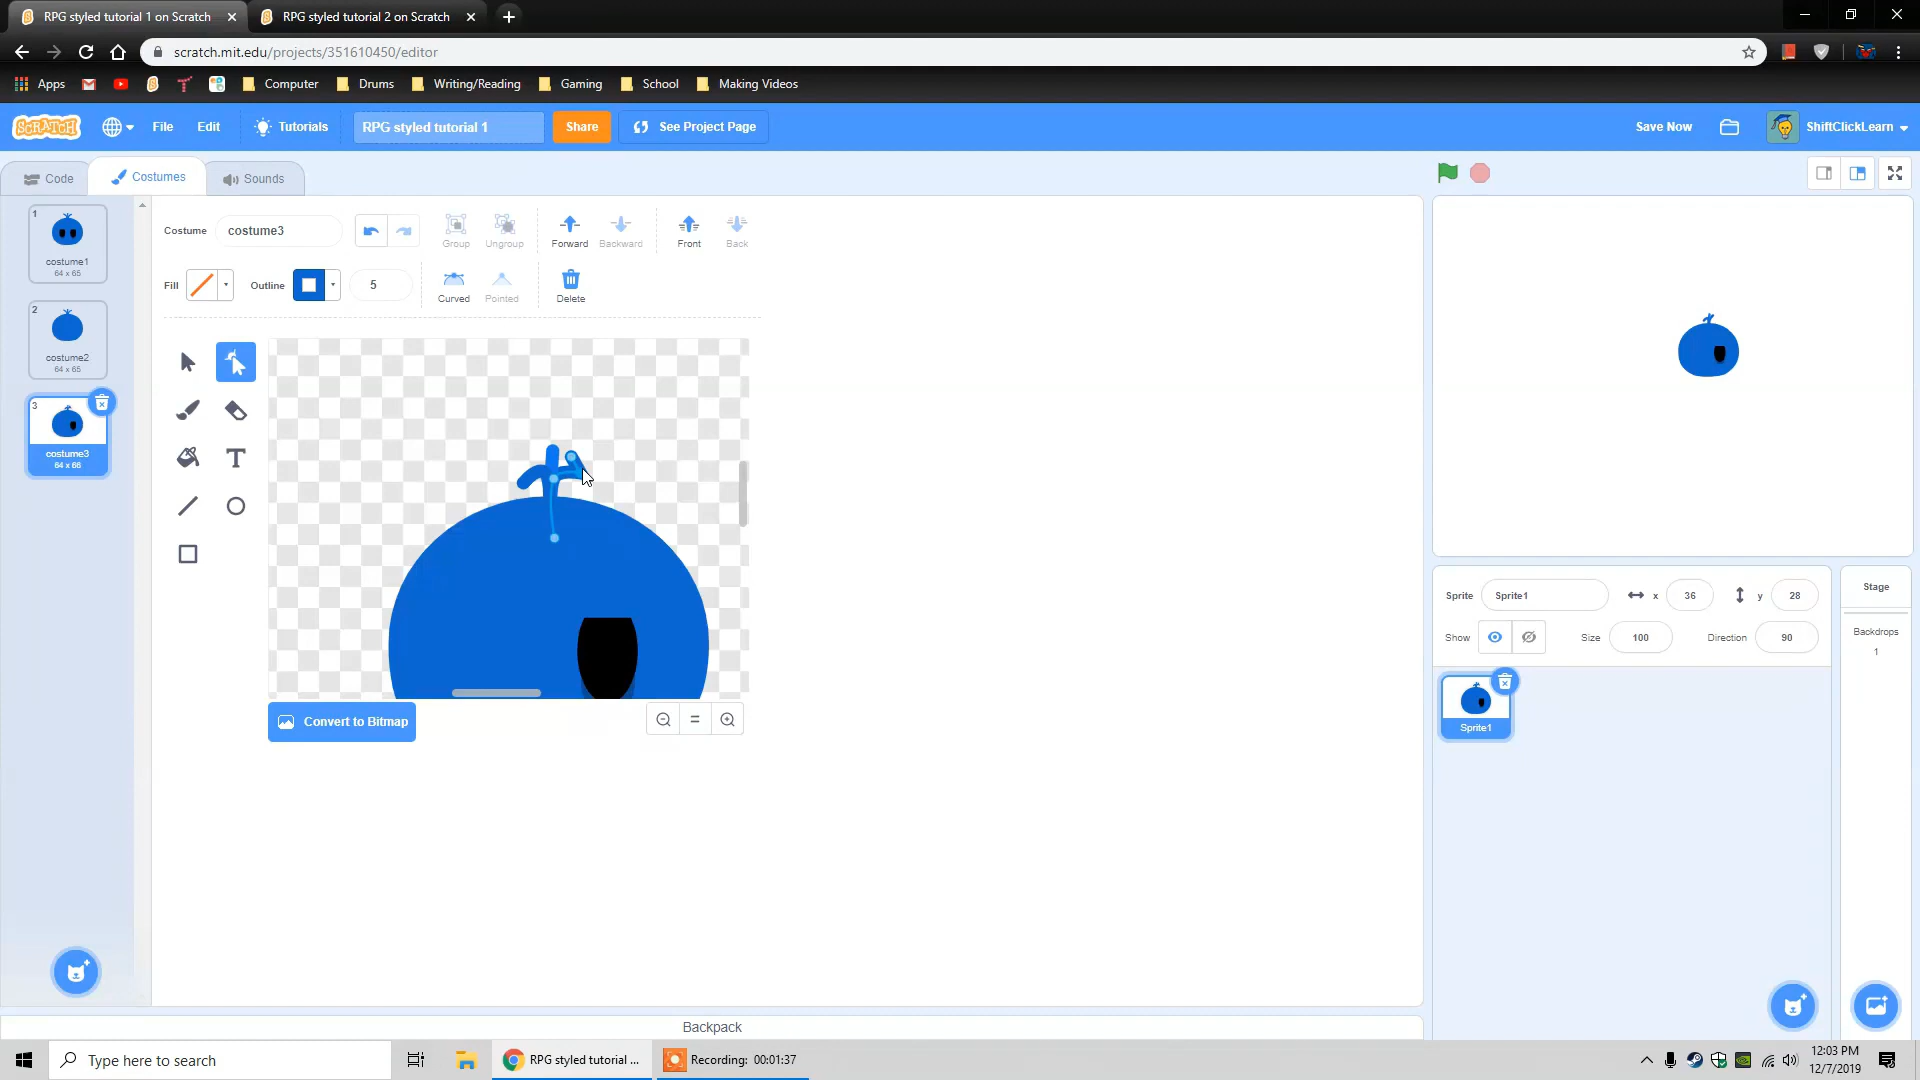 RPG styled tutorial 1 on Scratch
RPG styled tutorial 2 on Scratch
scratch.mit.edu/projects/351610450/editor
Apps
Computer
Drums
Writing/Reading
Gaming
School
Making Videos
SCRATCH
File
Edit
Tutorials
RPG styled tutorial 1
Share
See Project Page
Save Now
ShiftClickLearn
Code
Costumes
Sounds
1
costume1
64 x 65
2
costume2
64 x 65
3
costume3
64 x 66
Costume
costume3
Group
Ungroup
Forward
Backward
Front
Back
Fill
Outline
5
Curved
Pointed
Delete
Convert to Bitmap
Sprite
Sprite1
x
36
y
28
Show
Size
100
Direction
90
Sprite1
Stage
Backdrops
1
Backpack
Type here to search
RPG styled tutorial ...
Recording: 00:01:37
12:03 PM
12/7/2019